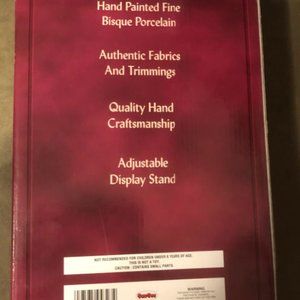 Hand Painted Fine
Bisque Porcelain
Authentic Fabrics
And Trimmings
Quality Hand
Craftsmanship
Adjustable
Display Stand
NOT RECOMMENDED FOR CHILDREN UNDER 8 YEARS OF AGE.
THIS IS NOT A TOY.
CAUTION : CONTAINS SMALL PARTS.
WARNING